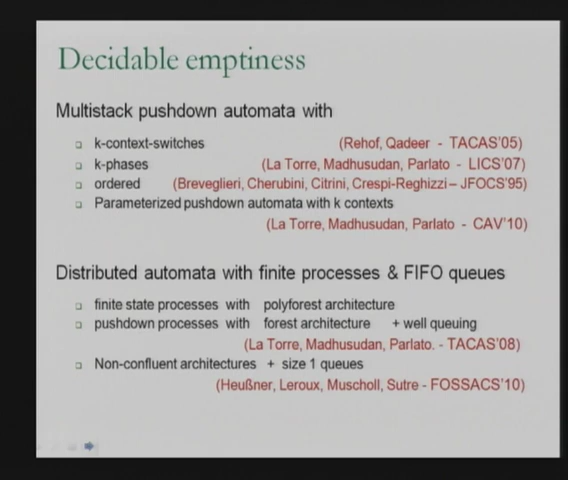 Decidable emptiness
Multistack pushdown automata with
k-context-switches (Rehof, Qadeer - TACAS'05)
k-phases (La Torre, Madhusudan, Parlato - LICS'07)
ordered (Breveglieri, Cherubini, Citrini, Crespi-Reghizzi – JFOCS'95)
Parameterized pushdown automata with k contexts
(La Torre, Madhusudan, Parlato - CAV'10)
Distributed automata with finite processes & FIFO queues
finite state processes with polyforest architecture
pushdown processes with forest architecture + well queuing
(La Torre, Madhusudan, Parlato. - TACAS'08)
Non-confluent architectures + size 1 queues
(Heußner, Leroux, Muscholl, Sutre - FOSSACS'10)